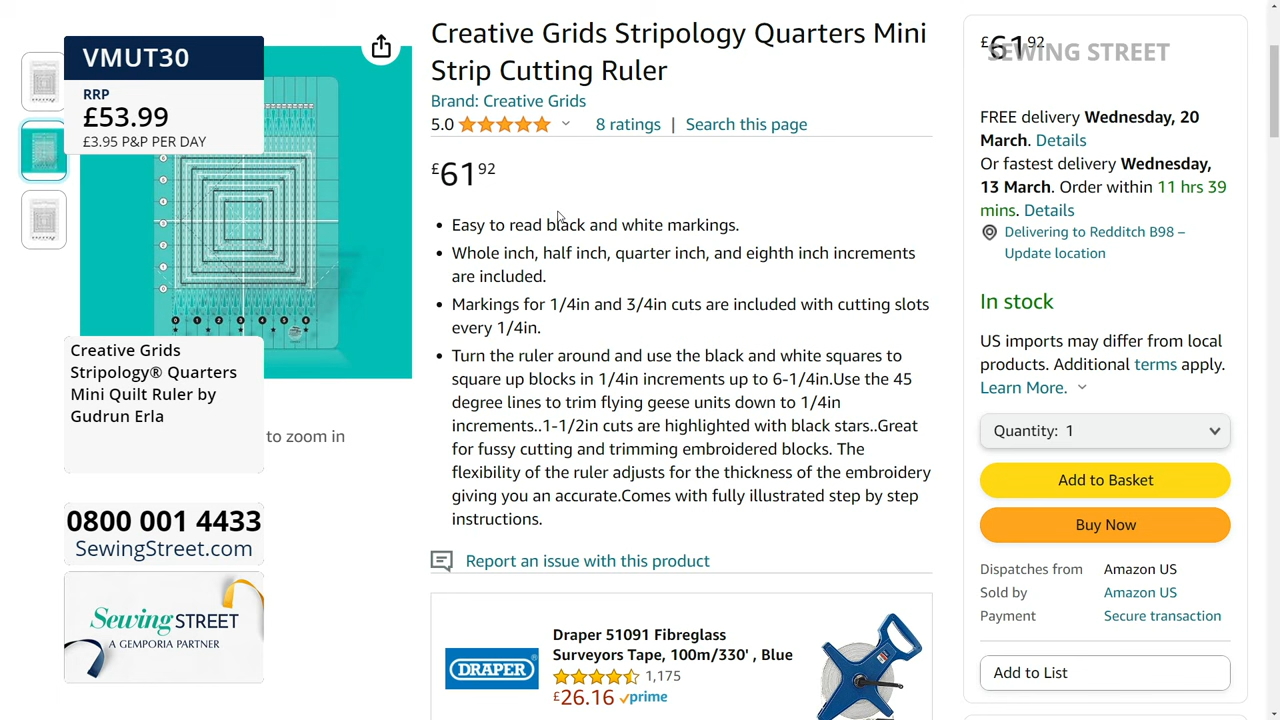 VMUT30
RRP
£53.99
£3.95 P&P PER DAY
Creative Grids
Stripology® Quarters
Mini Quilt Ruler by
Gudrun Erla
to zoom in
0800 001 4433
SewingStreet.com
Sewing STREET
A GEMPORIA PARTNER
Creative Grids Stripology Quarters Mini
Strip Cutting Ruler
Brand: Creative Grids
5.0 8 ratings | Search this page
£61.92
• Easy to read black and white markings.
• Whole inch, half inch, quarter inch, and eighth inch increments
are included.
• Markings for 1/4in and 3/4in cuts are included with cutting slots
every 1/4in.
• Turn the ruler around and use the black and white squares to
square up blocks in 1/4in increments up to 6-1/4in.Use the 45
degree lines to trim flying geese units down to 1/4in
increments..1-1/2in cuts are highlighted with black stars..Great
for fussy cutting and trimming embroidered blocks. The
flexibility of the ruler adjusts for the thickness of the embroidery
giving you an accurate.Comes with fully illustrated step by step
instructions.
Report an issue with this product
DRAPER
Draper 51091 Fibreglass
Surveyors Tape, 100m/330' , Blue
1,175
£26.16 prime
£61.92
SEWING STREET
FREE delivery Wednesday, 20
March. Details
Or fastest delivery Wednesday,
13 March. Order within 11 hrs 39
mins. Details
Delivering to Redditch B98 –
Update location
In stock
US imports may differ from local
products. Additional terms apply.
Learn More.
Quantity: 1
Add to Basket
Buy Now
Dispatches from Amazon US
Sold by Amazon US
Payment Secure transaction
Add to List